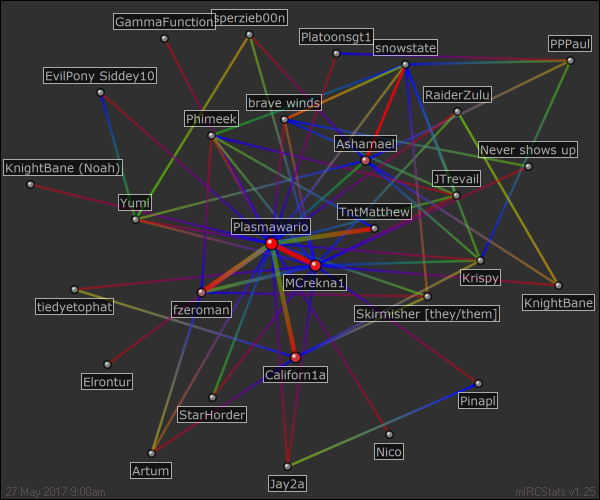 GammaFunction
sperzieb00n
Platoonsgt1
snowstate
PPPaul
EvilPony Siddey10
brave winds
RaiderZulu
Phimeek
Ashamael
Never shows up
KnightBane (Noah)
JTrevail
Yumi
TntMatthew
Plasmawario
MCrekna1
Krispy
tiedyetophat
fzeroman
Skirmisher [they/them]
KnightBane
Elrontur
Californ1a
StarHorder
Pinapl
Nico
Artum
Jay2a
27 May 2017 9:00am
mIRCStats v1.25